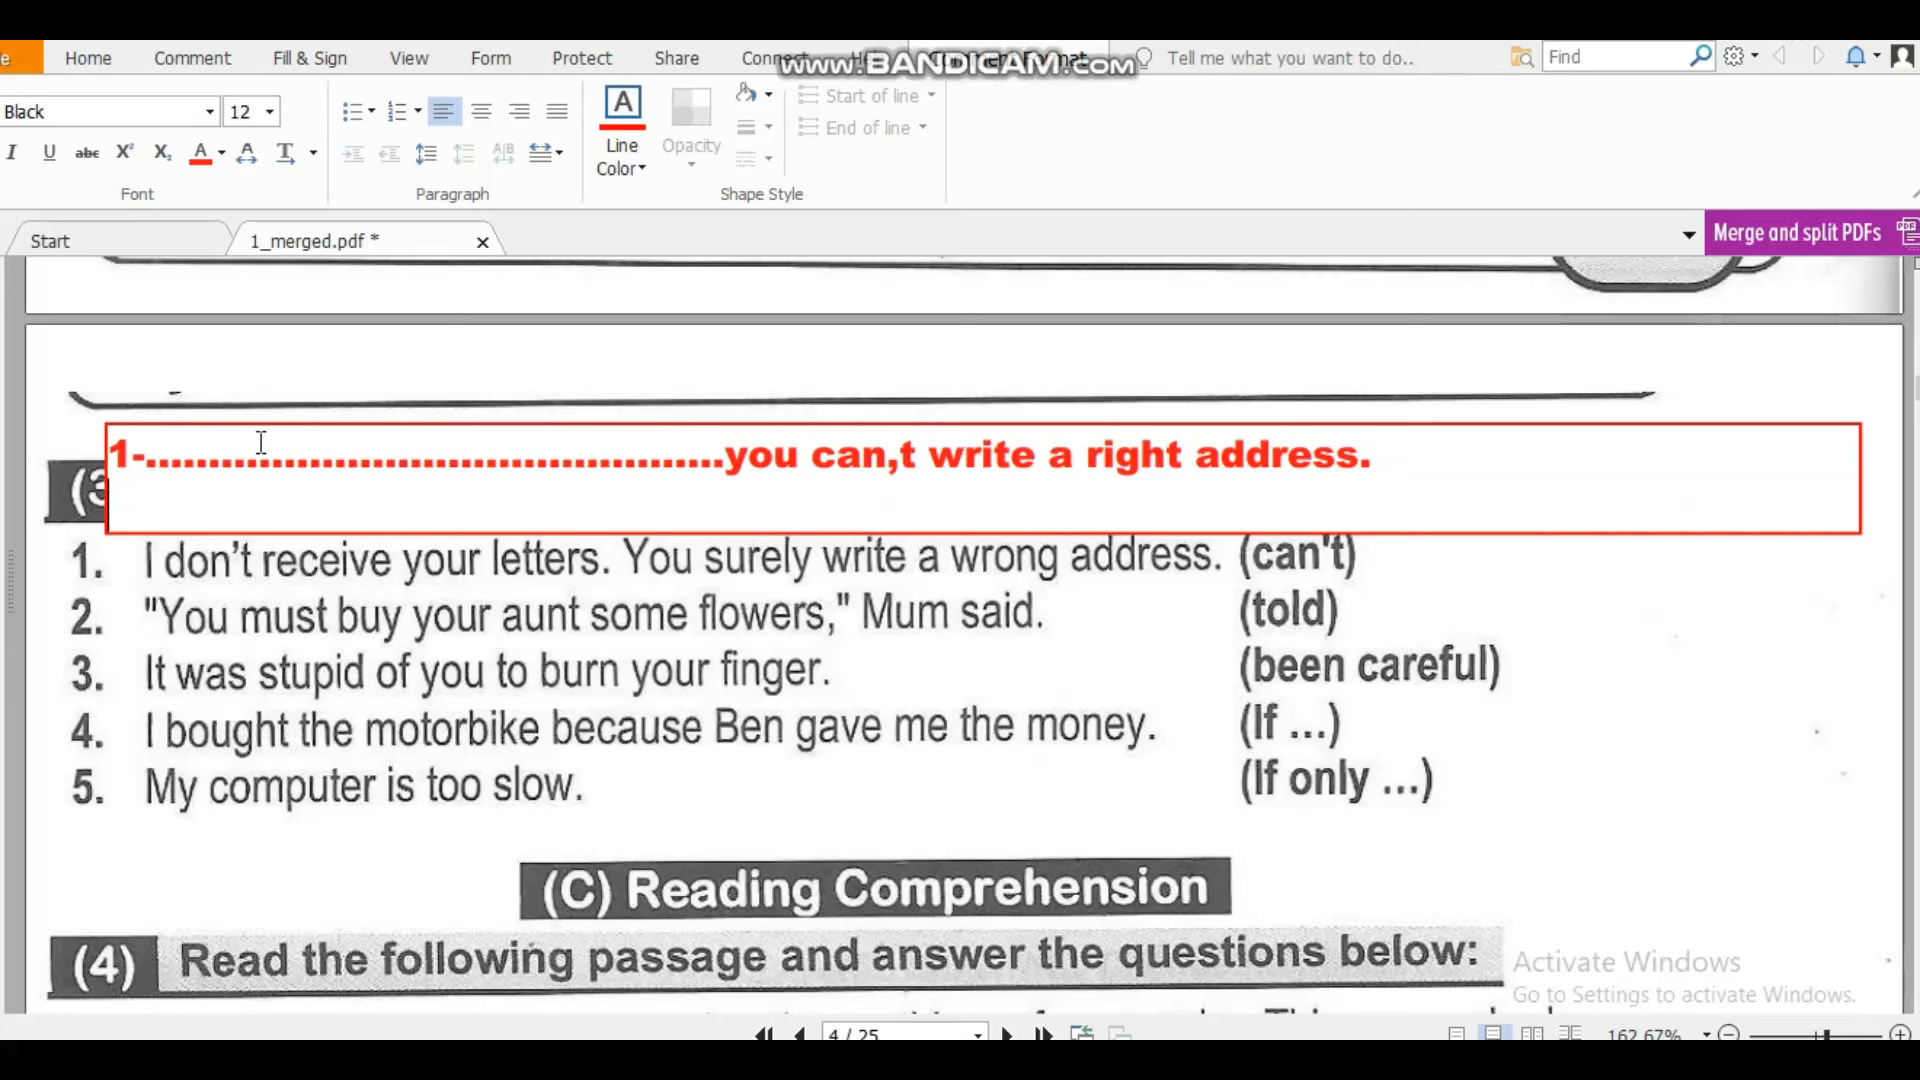 Home Comment Fill & Sign View Form Protect Share Connect Tell me what you want to do.. Find
www.BANDICAM.com
Black 12 Start of line
End of line
Line Color Opacity
Font Paragraph Shape Style
Start 1_merged.pdf * Merge and split PDFs
1-..............................................you can,t write a right address.
(3
1. I don't receive your letters. You surely write a wrong address. (can't)
2. "You must buy your aunt some flowers," Mum said. (told)
3. It was stupid of you to burn your finger. (been careful)
4. I bought the motorbike because Ben gave me the money. (If ...)
5. My computer is too slow. (If only ...)
(C) Reading Comprehension
(4) Read the following passage and answer the questions below:
Activate Windows
Go to Settings to activate Windows.
4 / 25 162.67%